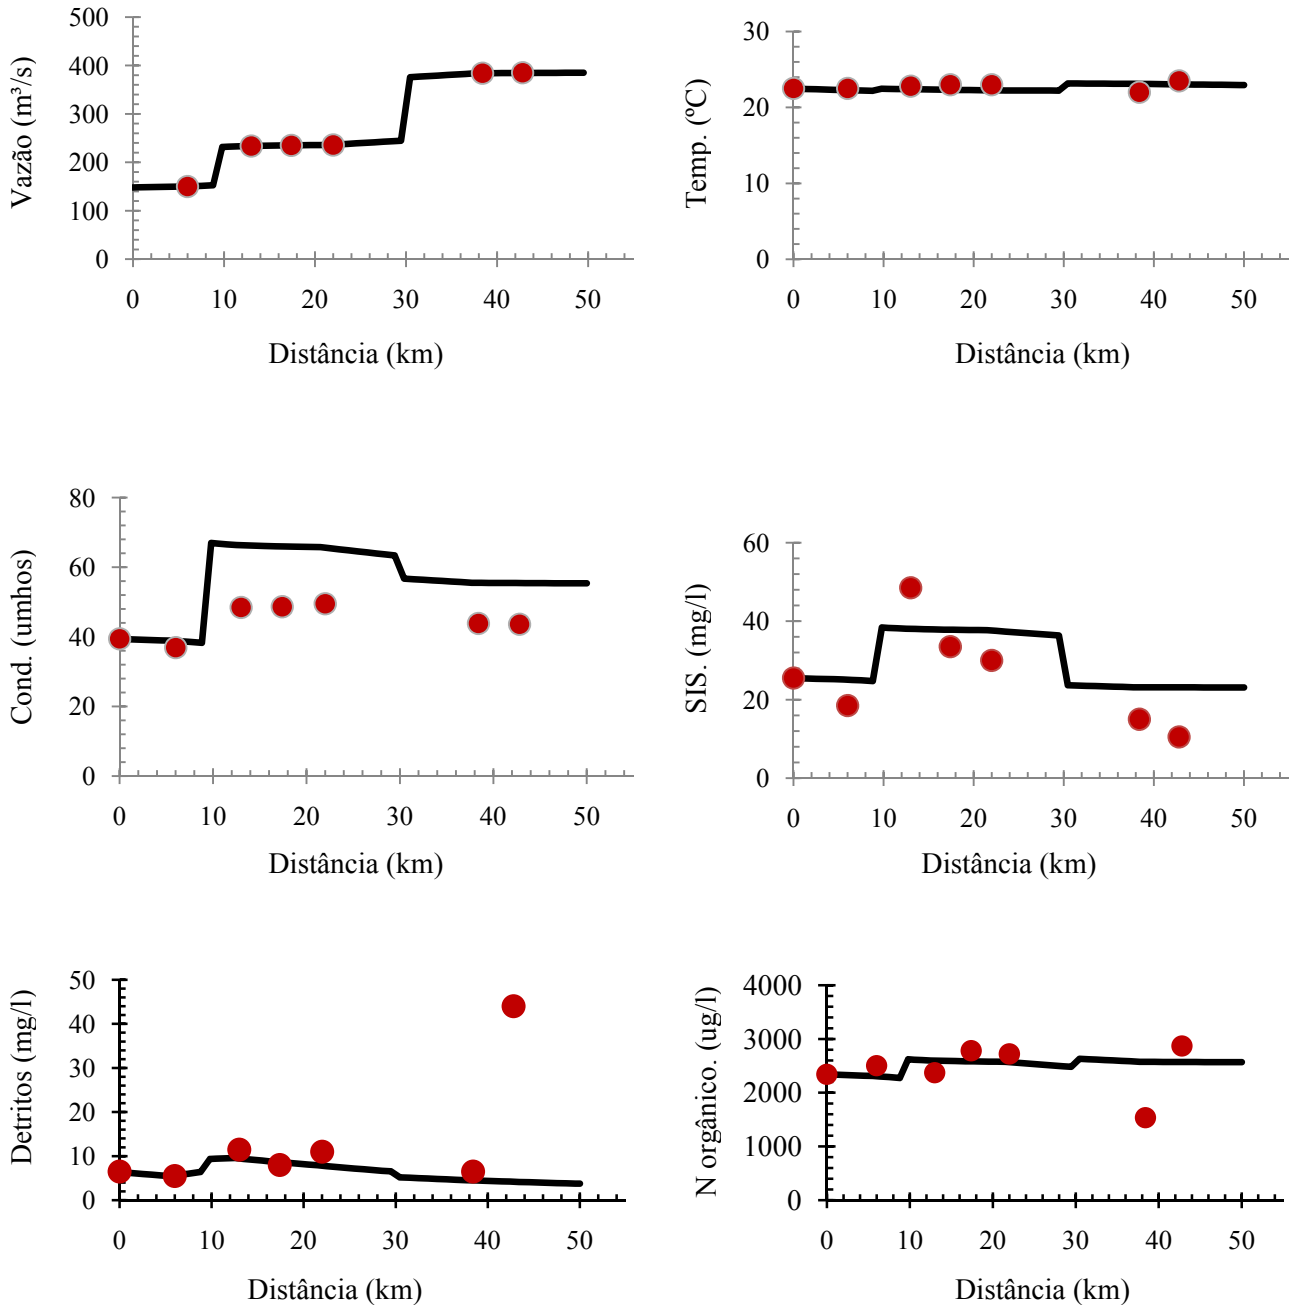 Vazão (m³/s)
500
400
300
200
100
0
0 10 20 30 40 50
Distância (km)
Temp. (ºC)
30
20
10
0
0 10 20 30 40 50
Distância (km)
Cond. (umhos)
80
60
40
20
0
0 10 20 30 40 50
Distância (km)
SIS. (mg/l)
60
40
20
0
0 10 20 30 40 50
Distância (km)
Detritos (mg/l)
50
40
30
20
10
0
0 10 20 30 40 50
Distância (km)
N orgânico. (ug/l)
4000
3000
2000
1000
0
0 10 20 30 40 50
Distância (km)